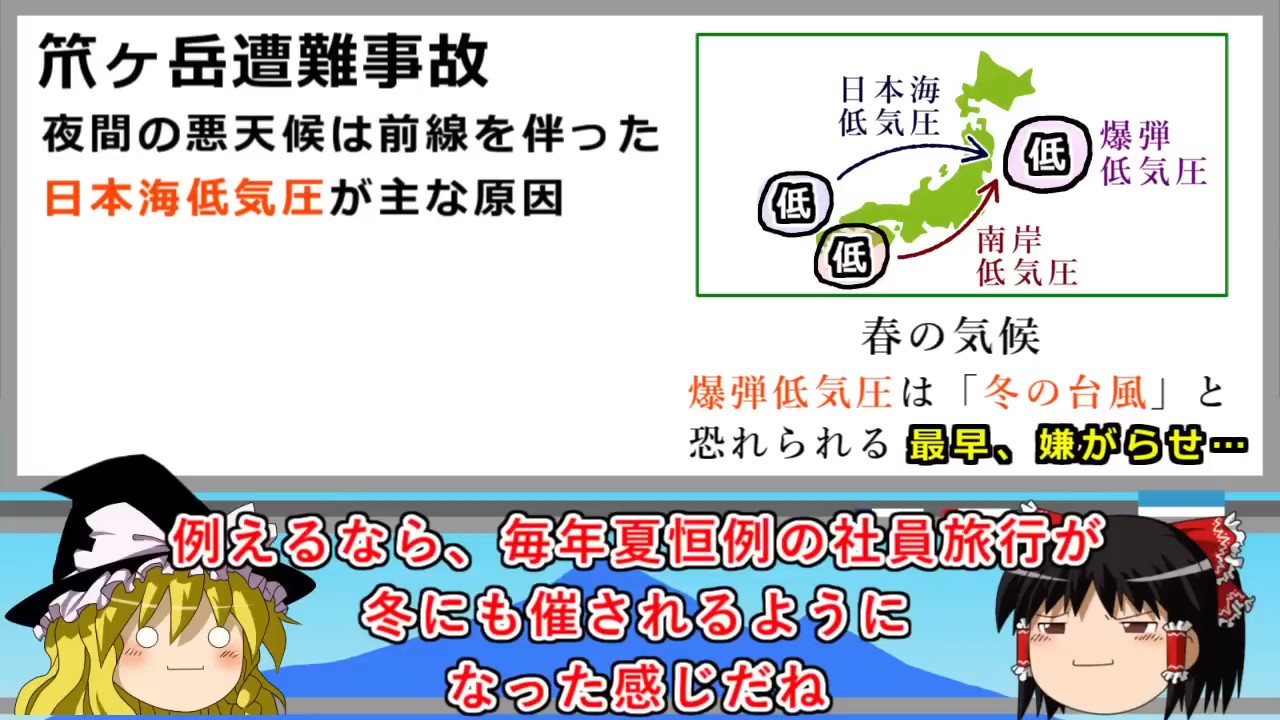 笊ヶ岳遭難事故
夜間の悪天候は前線を伴った
日本海低気圧が主な原因
日本海
低気圧
低
爆弾
低気圧
低
低
南岸
低気圧
春の気候
爆弾低気圧は「冬の台風」と
恐れられる 最早、嫌がらせ…
例えるなら、毎年夏恒例の社員旅行が
冬にも催されるように
なった感じだね